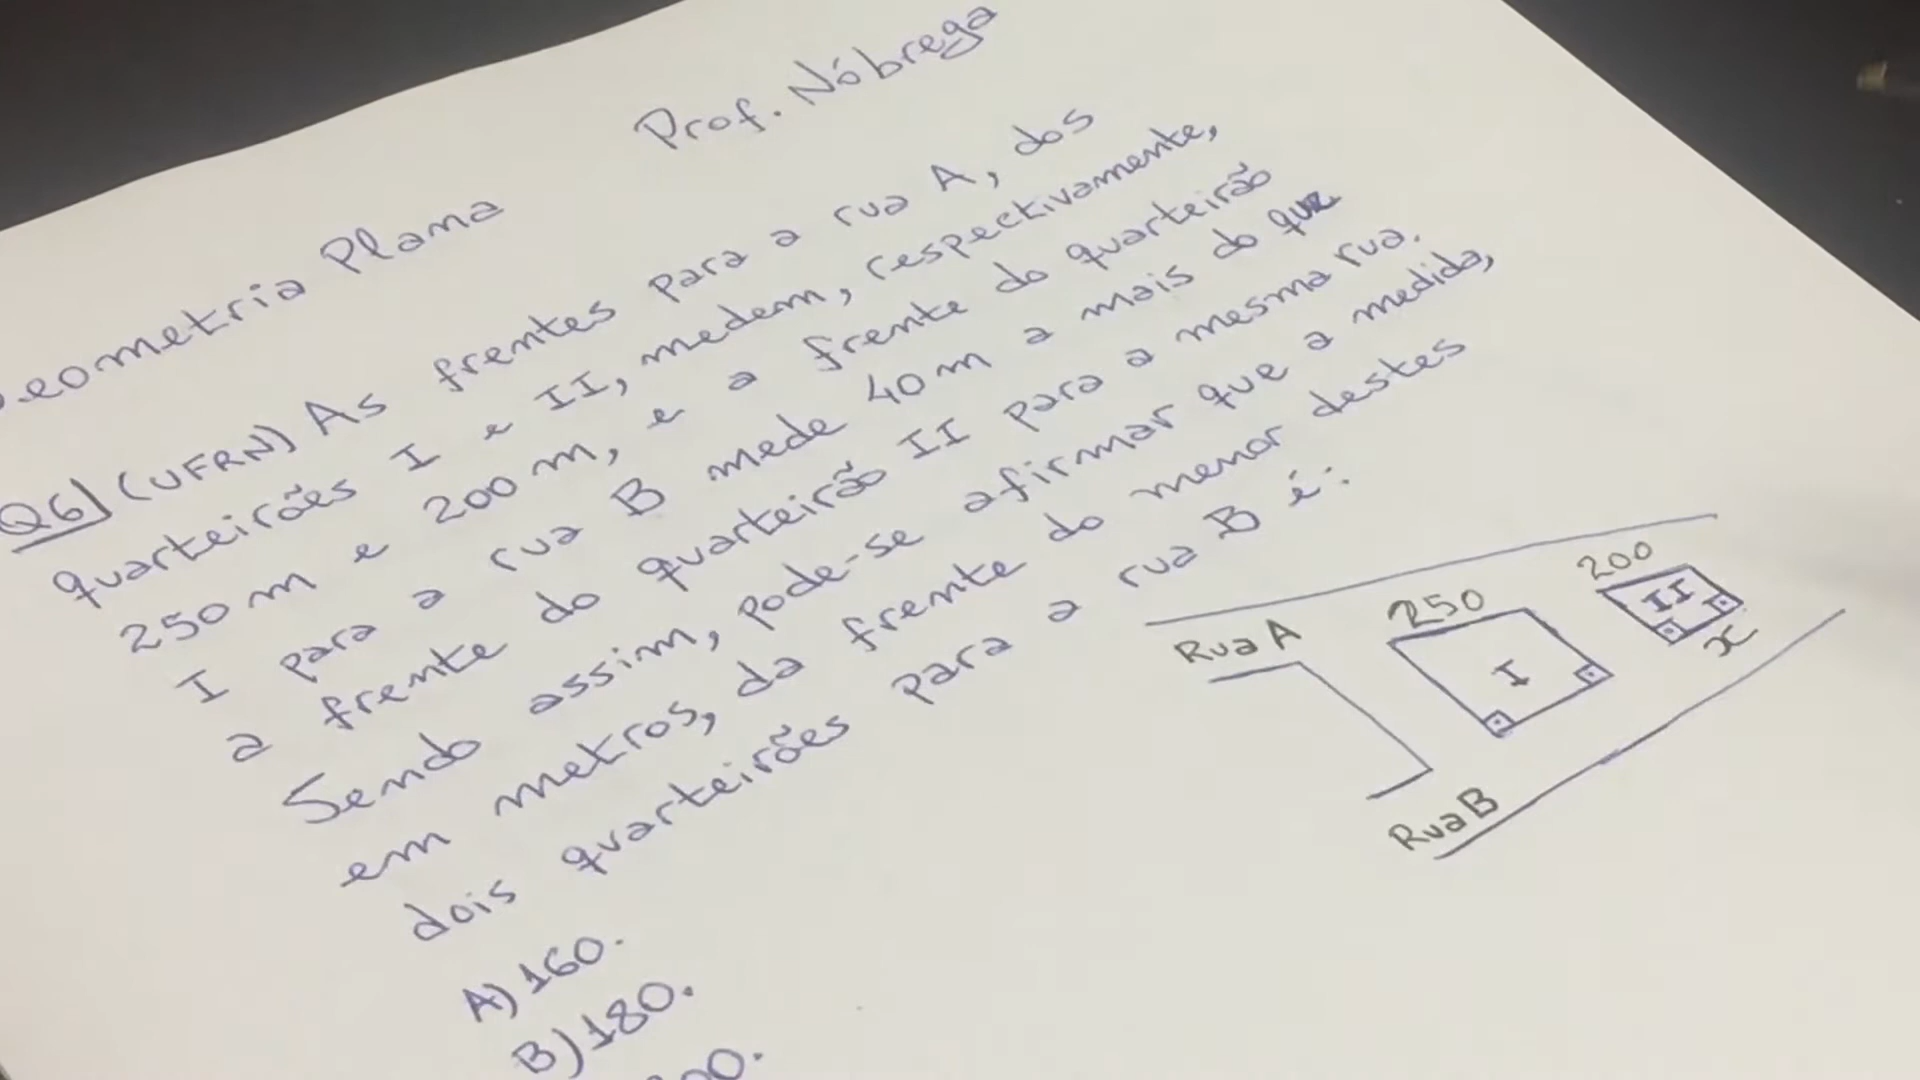 Prof. Nóbrega
eometria Plana
Q6) (UFRN) As frentes para a rua A, dos
quarteirões I e II, medem, respectivamente,
250 m e 200 m, e a frente do quarteirão
I para a rua B mede 40 m a mais do que
a frente do quarteirão II para a mesma rua.
Sendo assim, pode-se afirmar que a medida,
em metros, da frente do menor destes
dois quarteirões para a rua B é:
A) 160.
B) 180.
00.
Rua A
250
200
I
II
x
Rua B